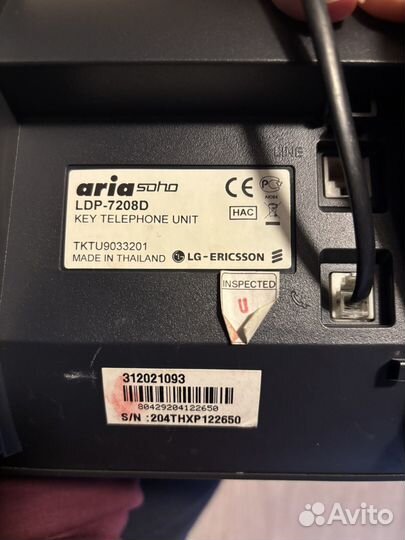 LINE
aria soho
LDP-7208D
KEY TELEPHONE UNIT
HAC
TKTU9033201
MADE IN THAILAND LG-ERICSSON
INSPECTED
U
312021093
80429204122650
S/N :204THXP122650
Avito